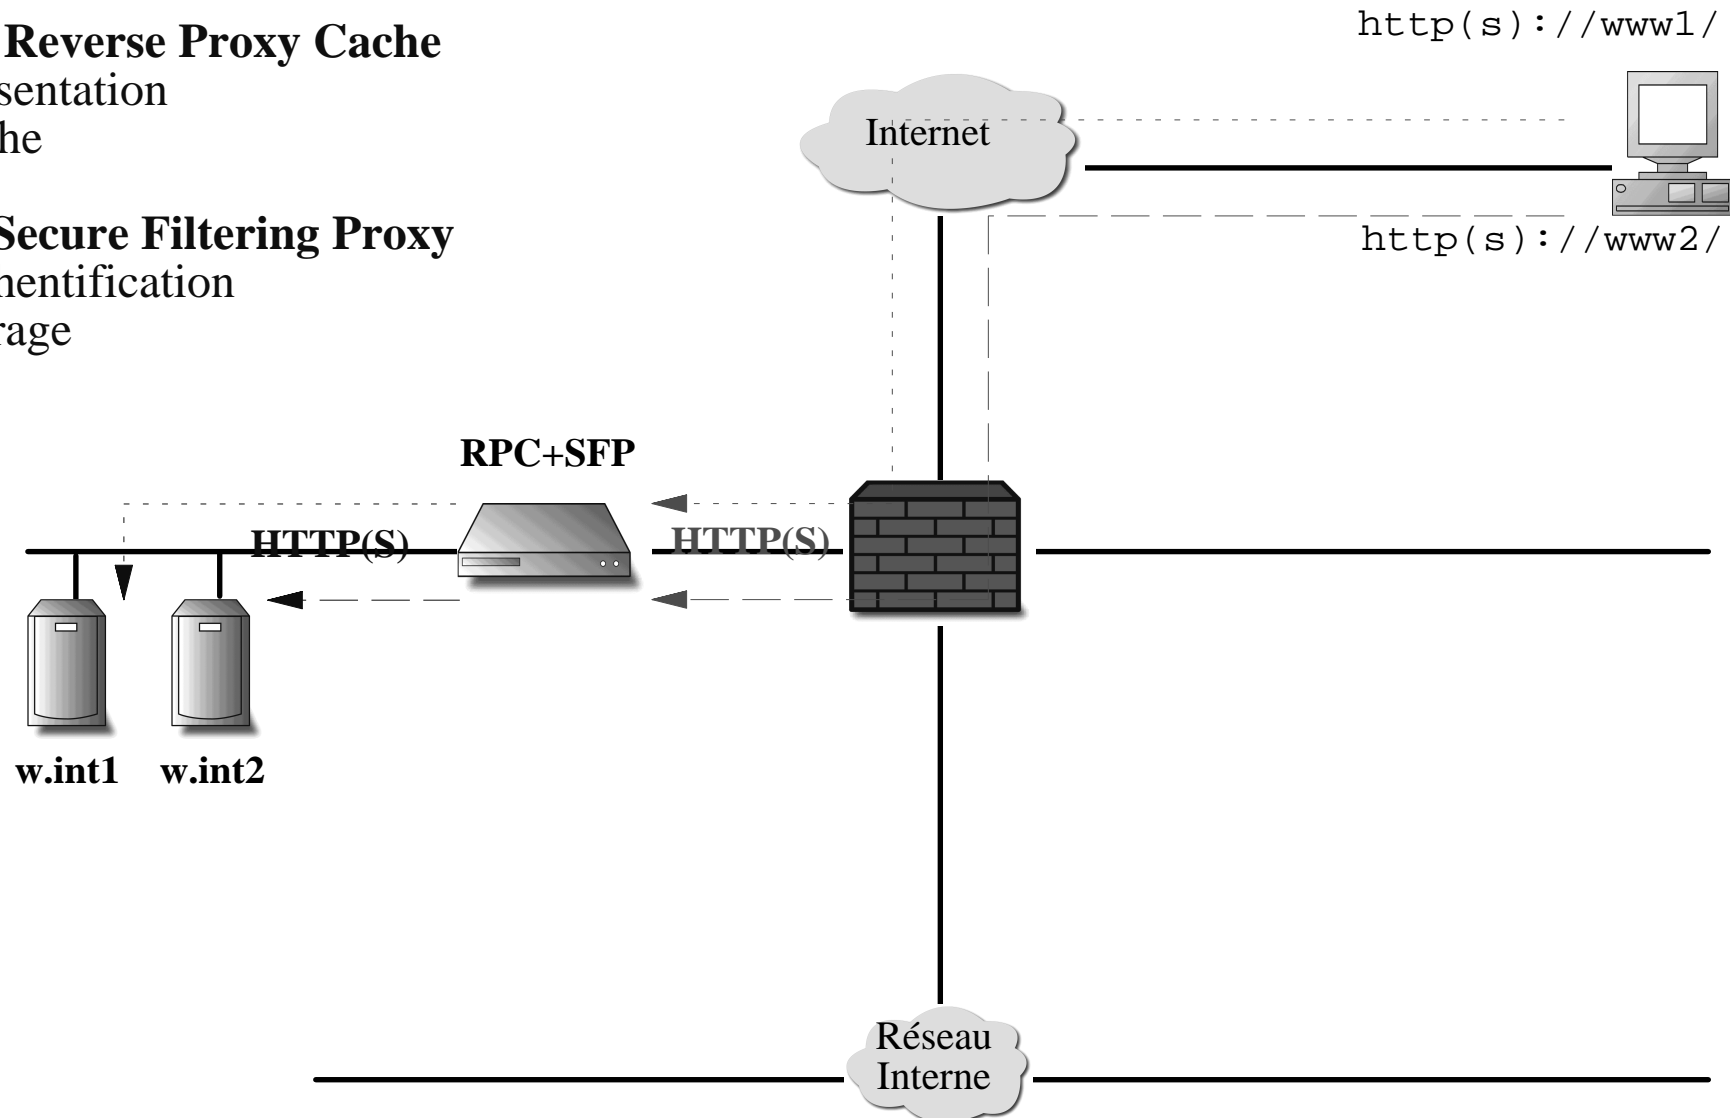 Reverse Proxy Cache
sentation
he
Secure Filtering Proxy
nentification
rage
http(s)://www1/
Internet
http(s)://www2/
RPC+SFP
HTTP(S)
HTTP(S)
w.int1
w.int2
Réseau
Interne